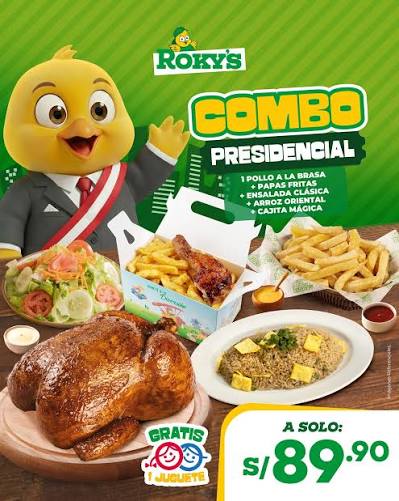 ROKY'S
COMBO
PRESIDENCIAL
1 POLLO A LA BRASA
+ PAPAS FRITAS
+ ENSALADA CLÁSICA
+ ARROZ ORIENTAL
+ CAJITA MÁGICA
GRATIS
1 JUGUETE
A SOLO:
S/89.90